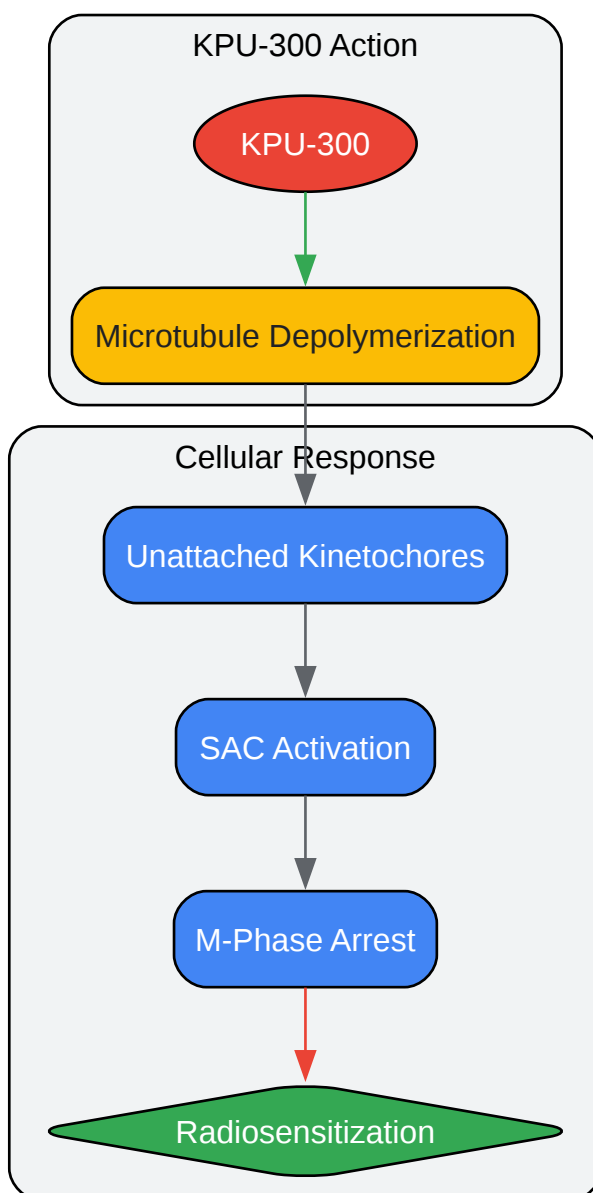 KPU-300 Action
KPU-300
Microtubule Depolymerization
Cellular Response
Unattached Kinetochores
SAC Activation
M-Phase Arrest
Radiosensitization